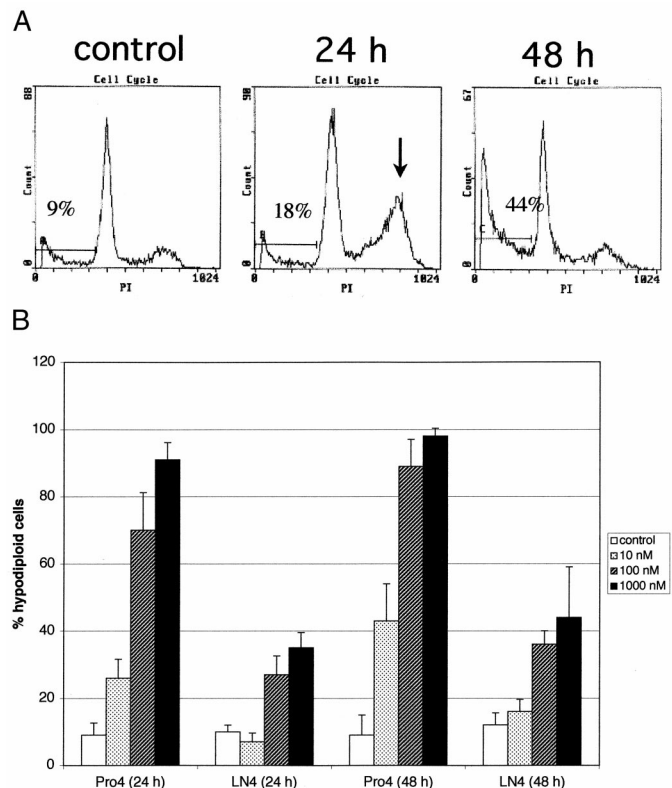 A
control 24 h 48 h
Cell Cycle Cell Cycle Cell Cycle
88 90 67
Count Count Count
9% 18% 44%
B C
0 0 0
0 1024 0 1024 0 1024
PI PI PI
B
120
100
80
60
40
20
0
% hypodiploid cells
Pro4 (24 h) LN4 (24 h) Pro4 (48 h) LN4 (48 h)
control
10 nM
100 nM
1000 nM